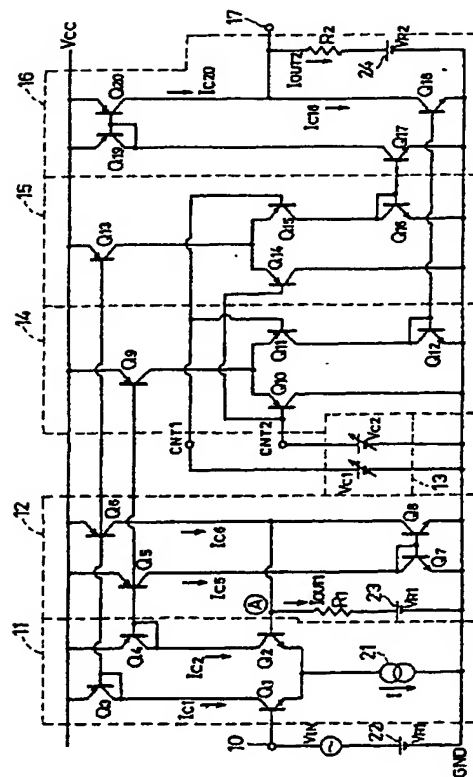 16
15
14
12
11
VCC
Q20
Q19
Q13
Q9
Q6
Q5
Q4
Q3
IC20
IC18
IC6
IC5
IC2
IC1
17
R2
IOUT2
VR2
24
Q18
Q17
Q15
Q16
Q14
Q11
Q12
Q10
CNT1
CNT2
VC2
VC1
13
Q8
Q7
A
IOUT1
R1
VR1
23
Q2
Q1
21
I
10
VIN
22
VR1
GND